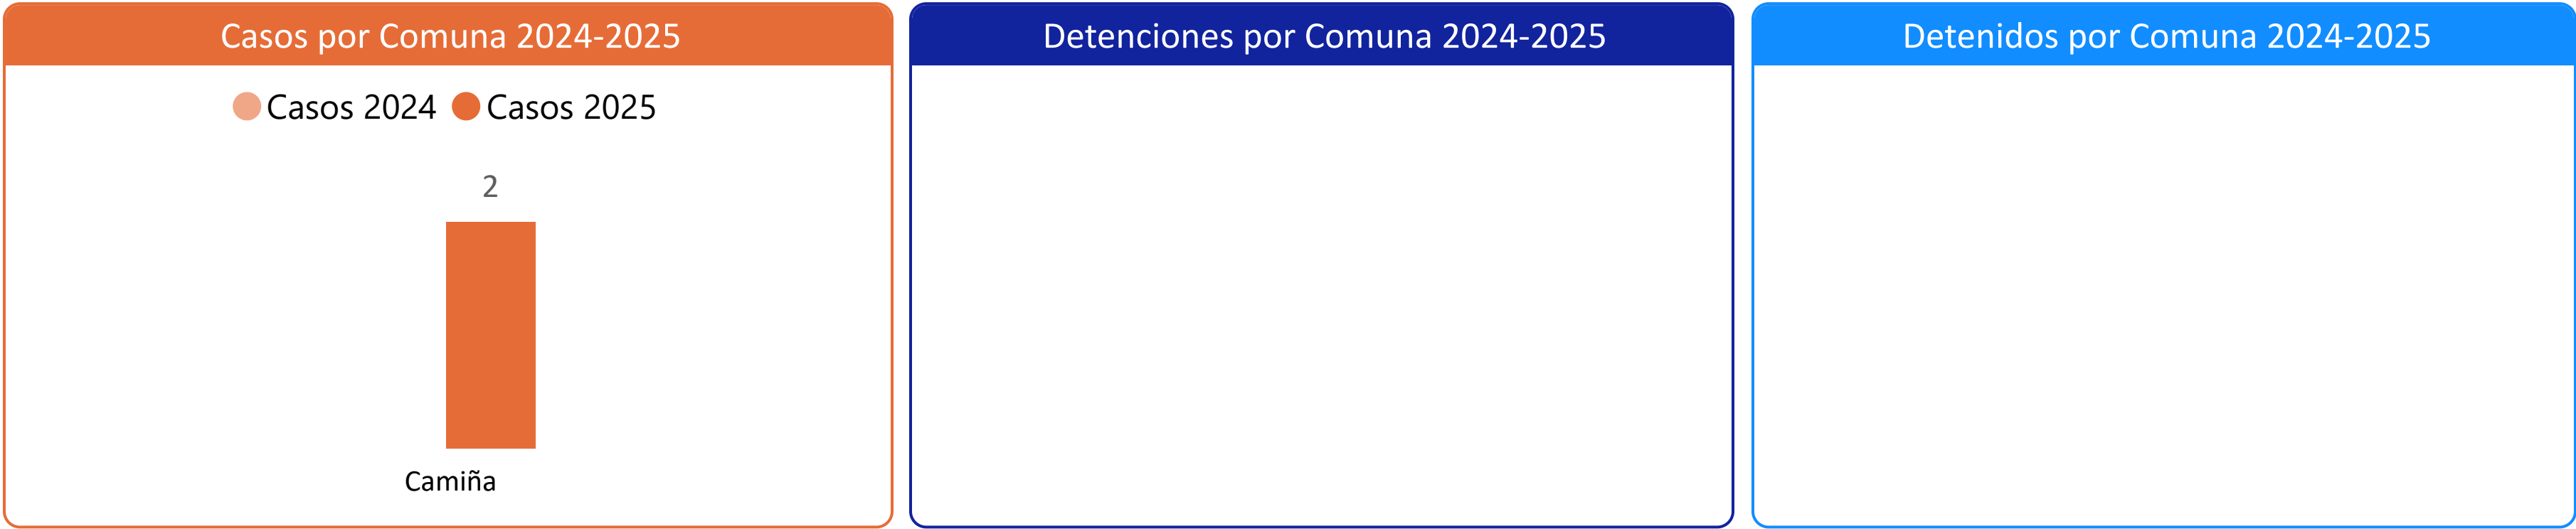 Casos por Comuna 2024-2025
Casos 2024 Casos 2025
2
Camiña
Detenciones por Comuna 2024-2025
Detenidos por Comuna 2024-2025